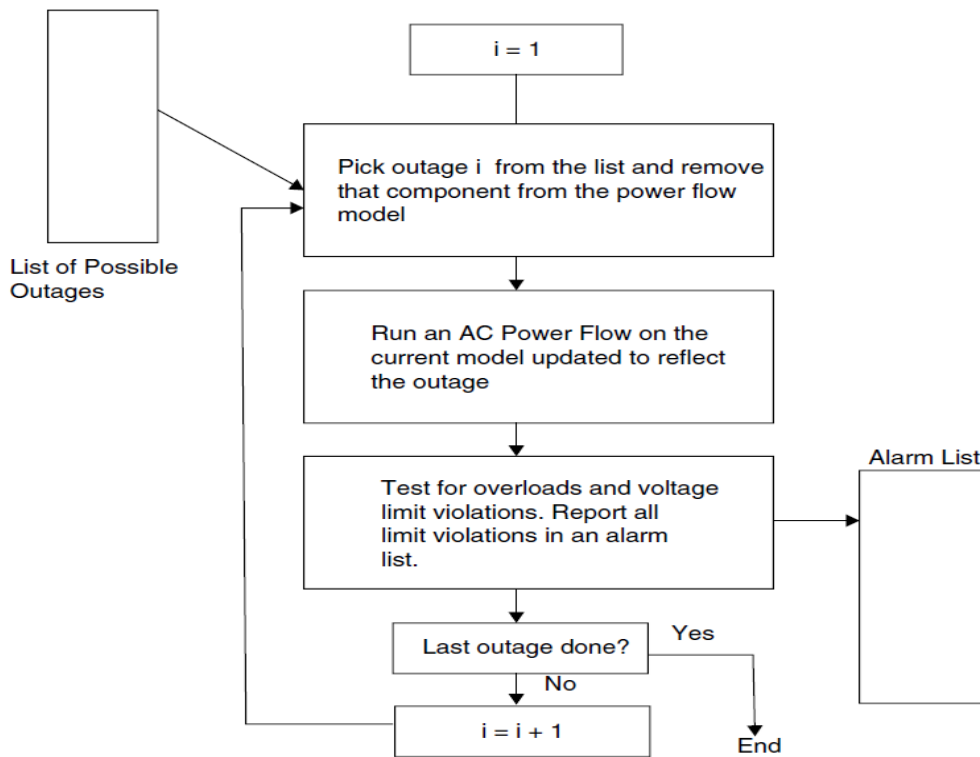 i = 1
Pick outage i from the list and remove
that component from the power flow
model
List of Possible
Outages
Run an AC Power Flow on the
current model updated to reflect
the outage
Alarm List
Test for overloads and voltage
limit violations. Report all
limit violations in an alarm
list.
Last outage done?
Yes
No
i = i + 1
End